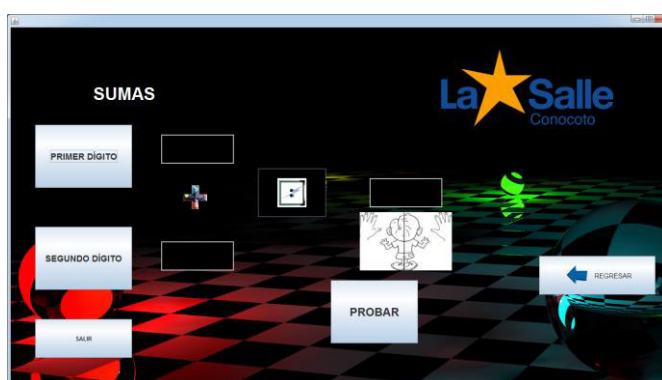 SUMAS
La Salle
Conocoto
PRIMER DÍGITO
SEGUNDO DÍGITO
REGRESAR
PROBAR
SALIR